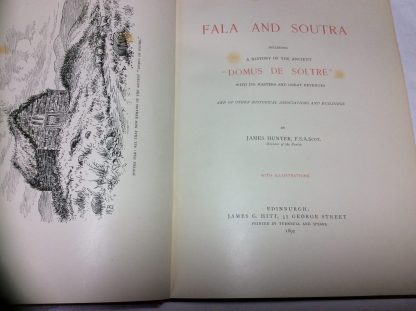 FALA AND SOUTRA
INCLUDING
A HISTORY OF THE ANCIENT
"DOMUS DE SOLTRE"
WITH ITS MASTERS AND GREAT REVENUES
AND OF OTHER HISTORICAL ASSOCIATIONS AND BUILDINGS
BY
JAMES HUNTER, F.S.A.Scot.
Minister of the Parish
WITH ILLUSTRATIONS
EDINBURGH:
JAMES G. HITT, 37 GEORGE STREET
PRINTED BY TURNBULL AND SPEARS
1892